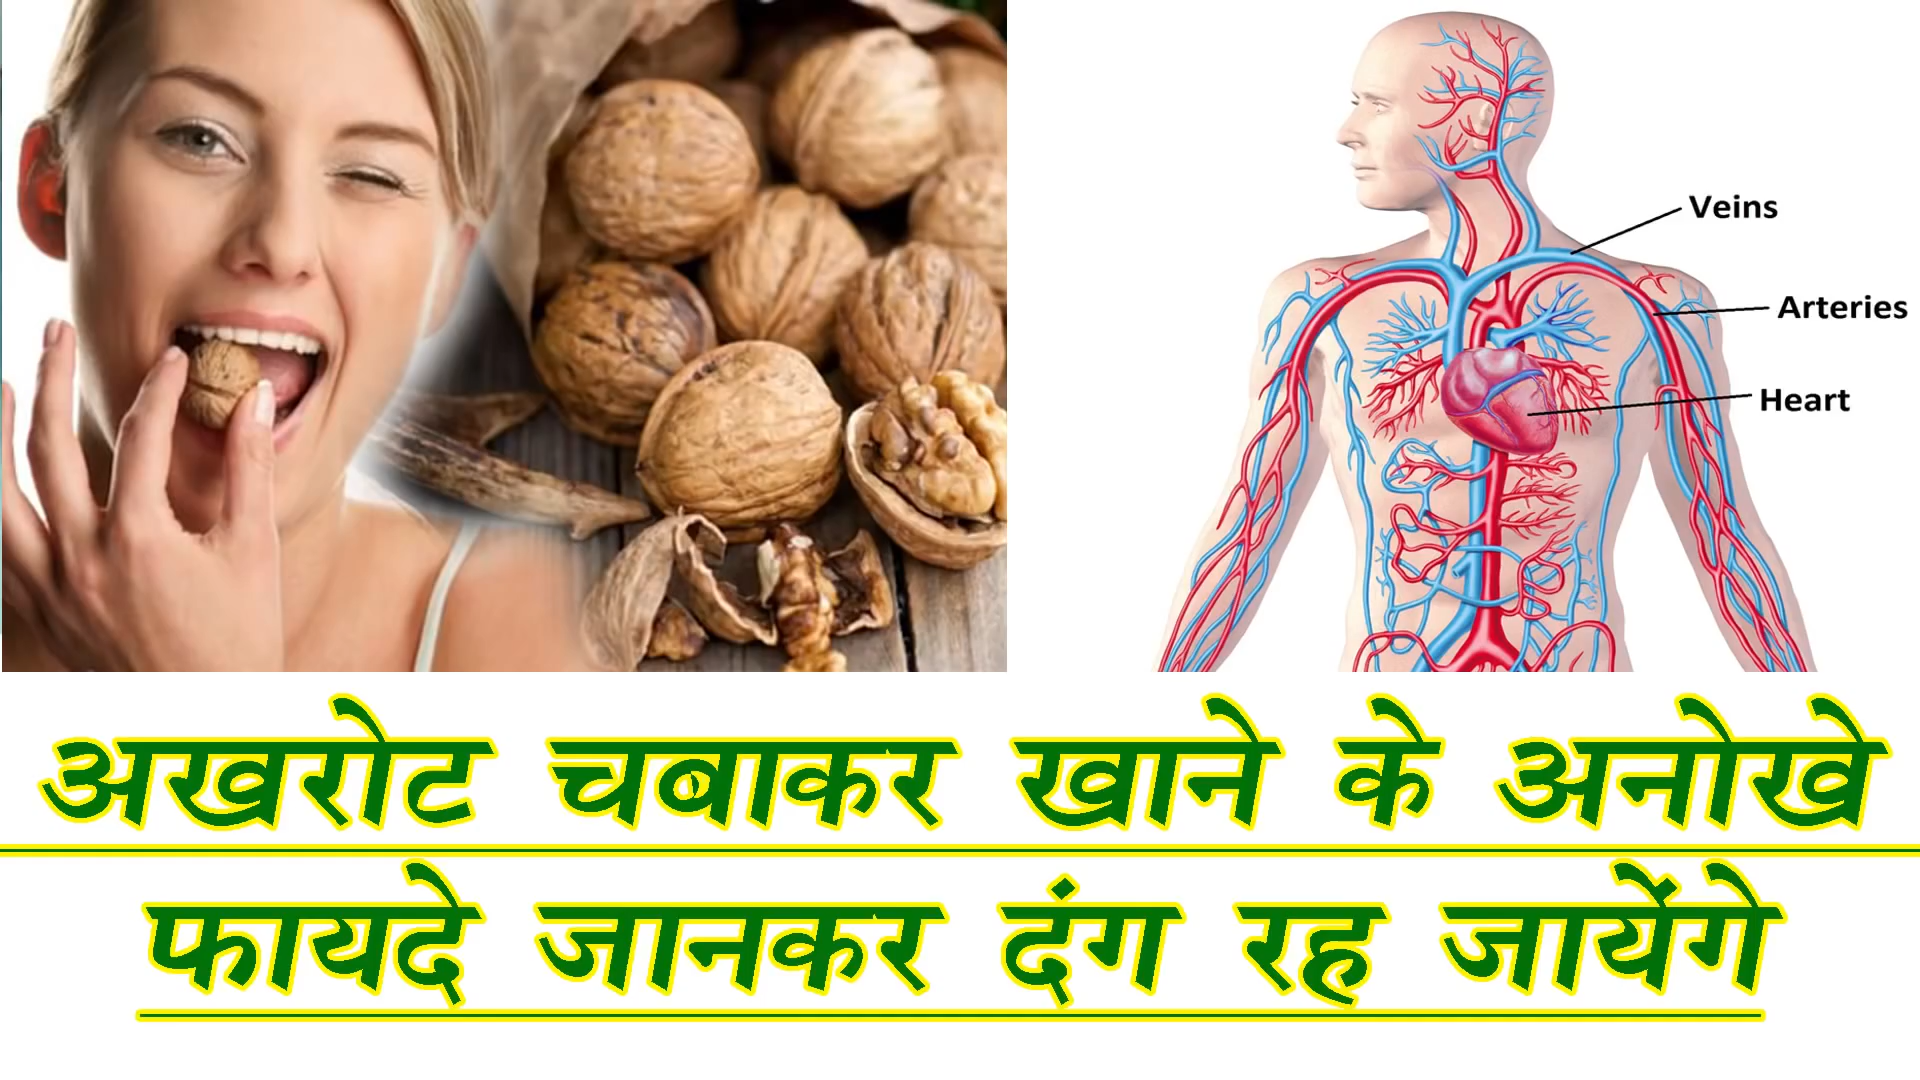 Veins
Arteries
Heart
अखरोट चबाकर खाने के अनोखे
फायदे जानकर दंग रह जायेंगे